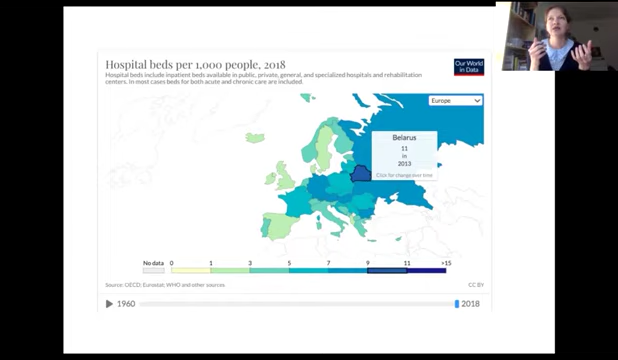 Hospital beds per 1,000 people, 2018
Our World
in Data
Hospital beds include inpatient beds available in public, private, general, and specialized hospitals and rehabilitation
centers. In most cases beds for both acute and chronic care are included.
Europe
Belarus
11
in
2013
Click for change over time
No data
0 1 3 5 7 9 11 >15
Source: OECD, Eurostat, WHO and other sources
CC BY
1960
2018